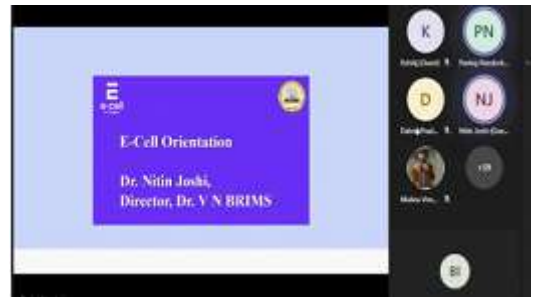 E
e-cell
E-Cell Orientation
Dr. Nitin Joshi,
Director, Dr. V N BRIMS
K
PN
D
NJ
BI